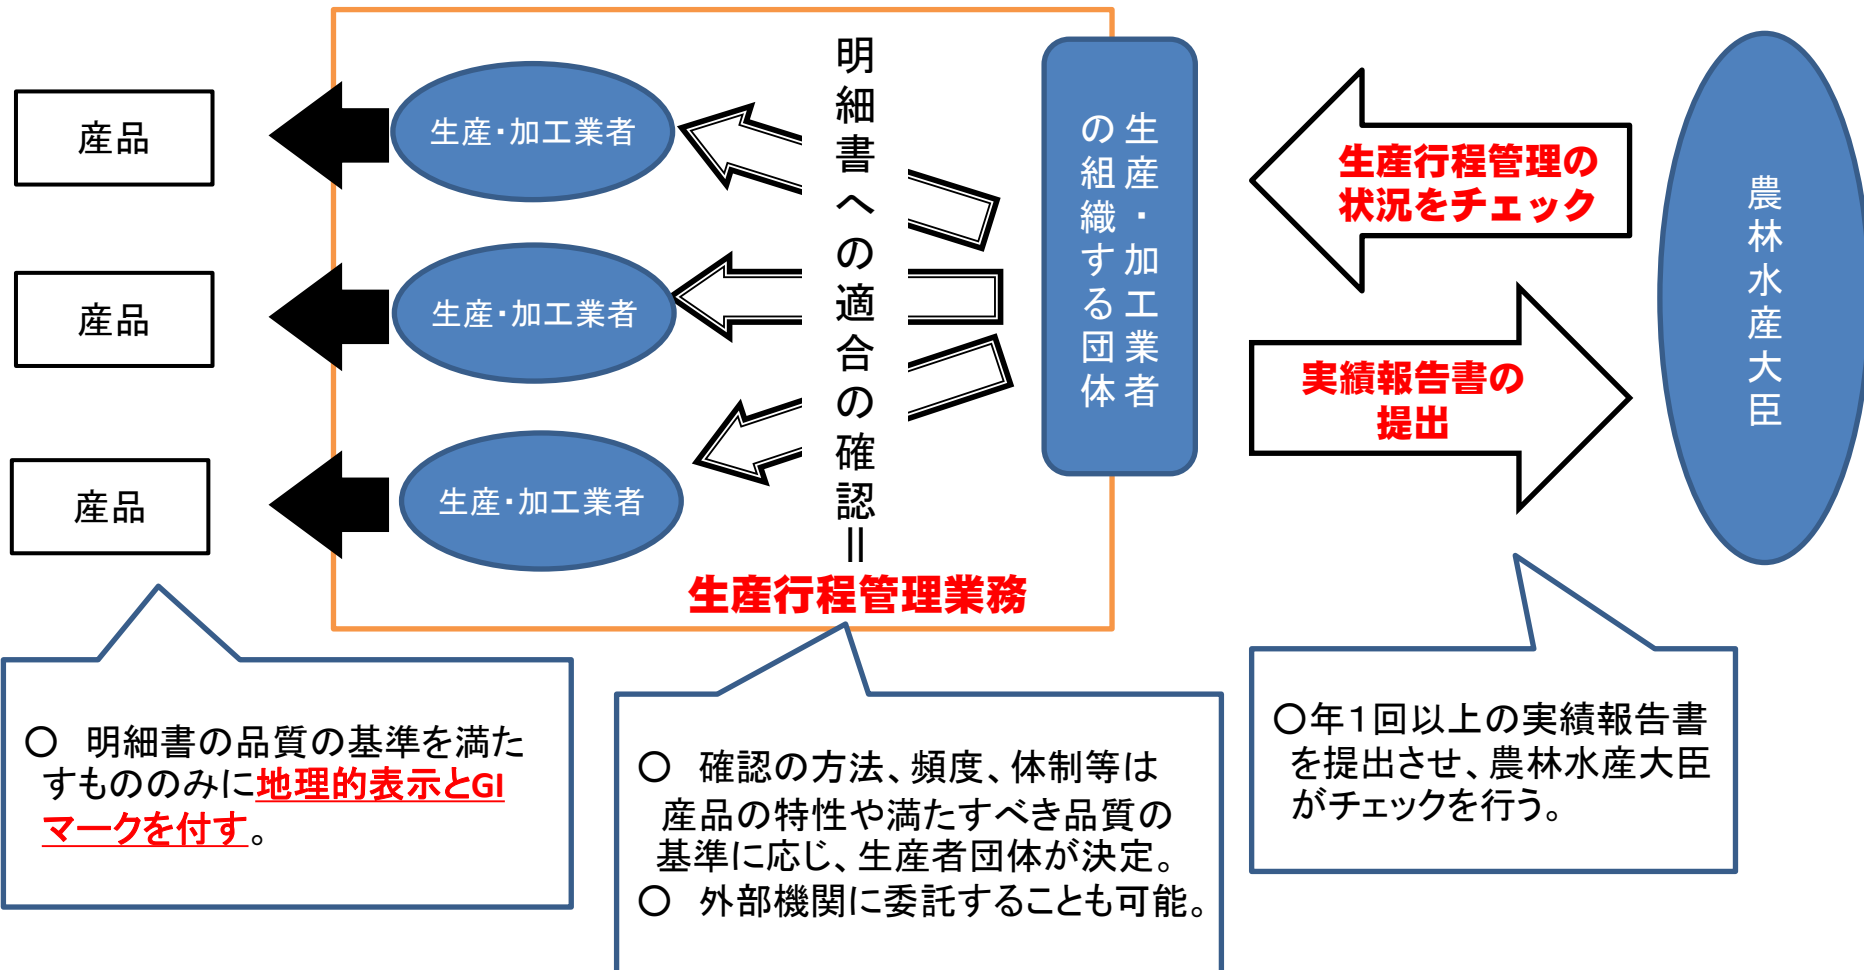 産品
産品
産品
生産・加工業者
生産・加工業者
生産・加工業者
明細書への適合の確認＝
生産行程管理業務
生産・加工業者
の組織する団体
生産行程管理の
状況をチェック
実績報告書の
提出
農林水産大臣
〇　明細書の品質の基準を満た
すもののみに地理的表示とGI
マークを付す。
〇　確認の方法、頻度、体制等は
産品の特性や満たすべき品質の
基準に応じ、生産者団体が決定。
〇　外部機関に委託することも可能。
〇年１回以上の実績報告書
を提出させ、農林水産大臣
がチェックを行う。